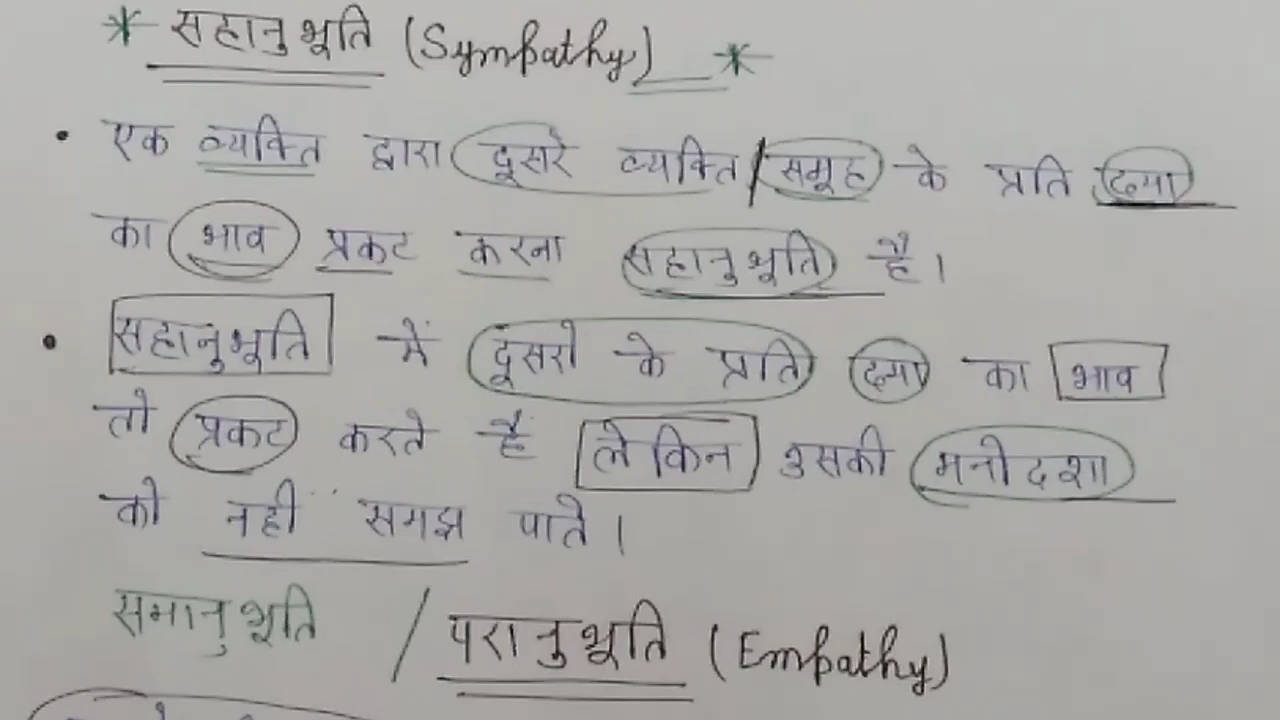 * सहानुभूति (Sympathy) *
• एक व्यक्ति द्वारा दूसरे व्यक्ति/समूह के प्रति दया
का भाव प्रकट करना सहानुभूति है।
• सहानुभूति में दूसरो के प्रति दया का भाव
तो प्रकट करते हैं लेकिन उसकी मनोदशा
को नहीं समझ पाते।
समानुभूति / परानुभूति (Empathy)